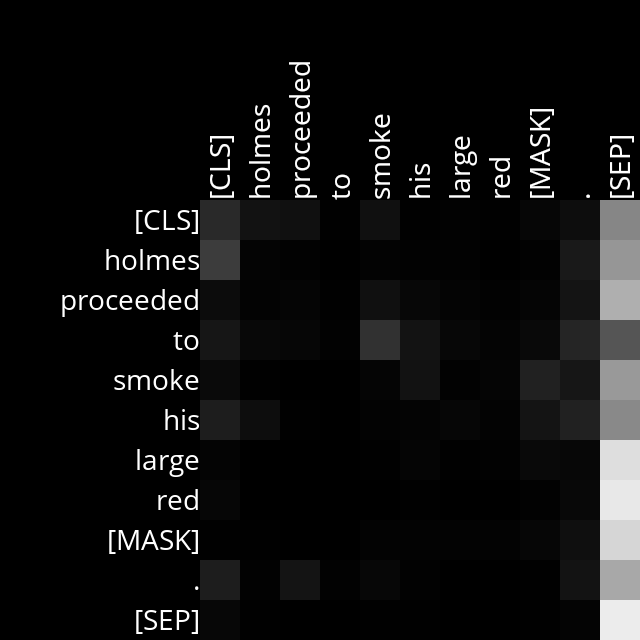 [CLS]
holmes
proceeded
to
smoke
his
large
red
[MASK]
.
[SEP]
[CLS]
holmes
proceeded
to
smoke
his
large
red
[MASK]
.
[SEP]